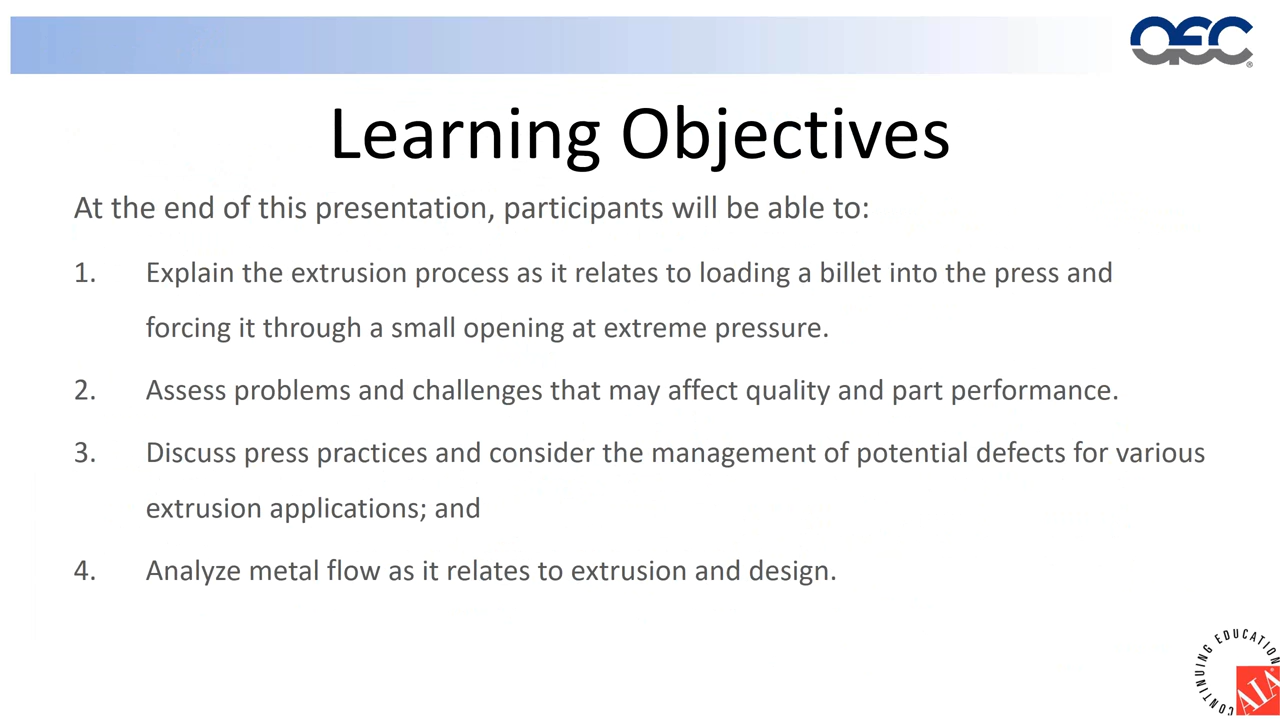 AEC
®
Learning Objectives
At the end of this presentation, participants will be able to:
1. Explain the extrusion process as it relates to loading a billet into the press and
forcing it through a small opening at extreme pressure.
2. Assess problems and challenges that may affect quality and part performance.
3. Discuss press practices and consider the management of potential defects for various
extrusion applications; and
4. Analyze metal flow as it relates to extrusion and design.
CONTINUING EDUCATION
AIA